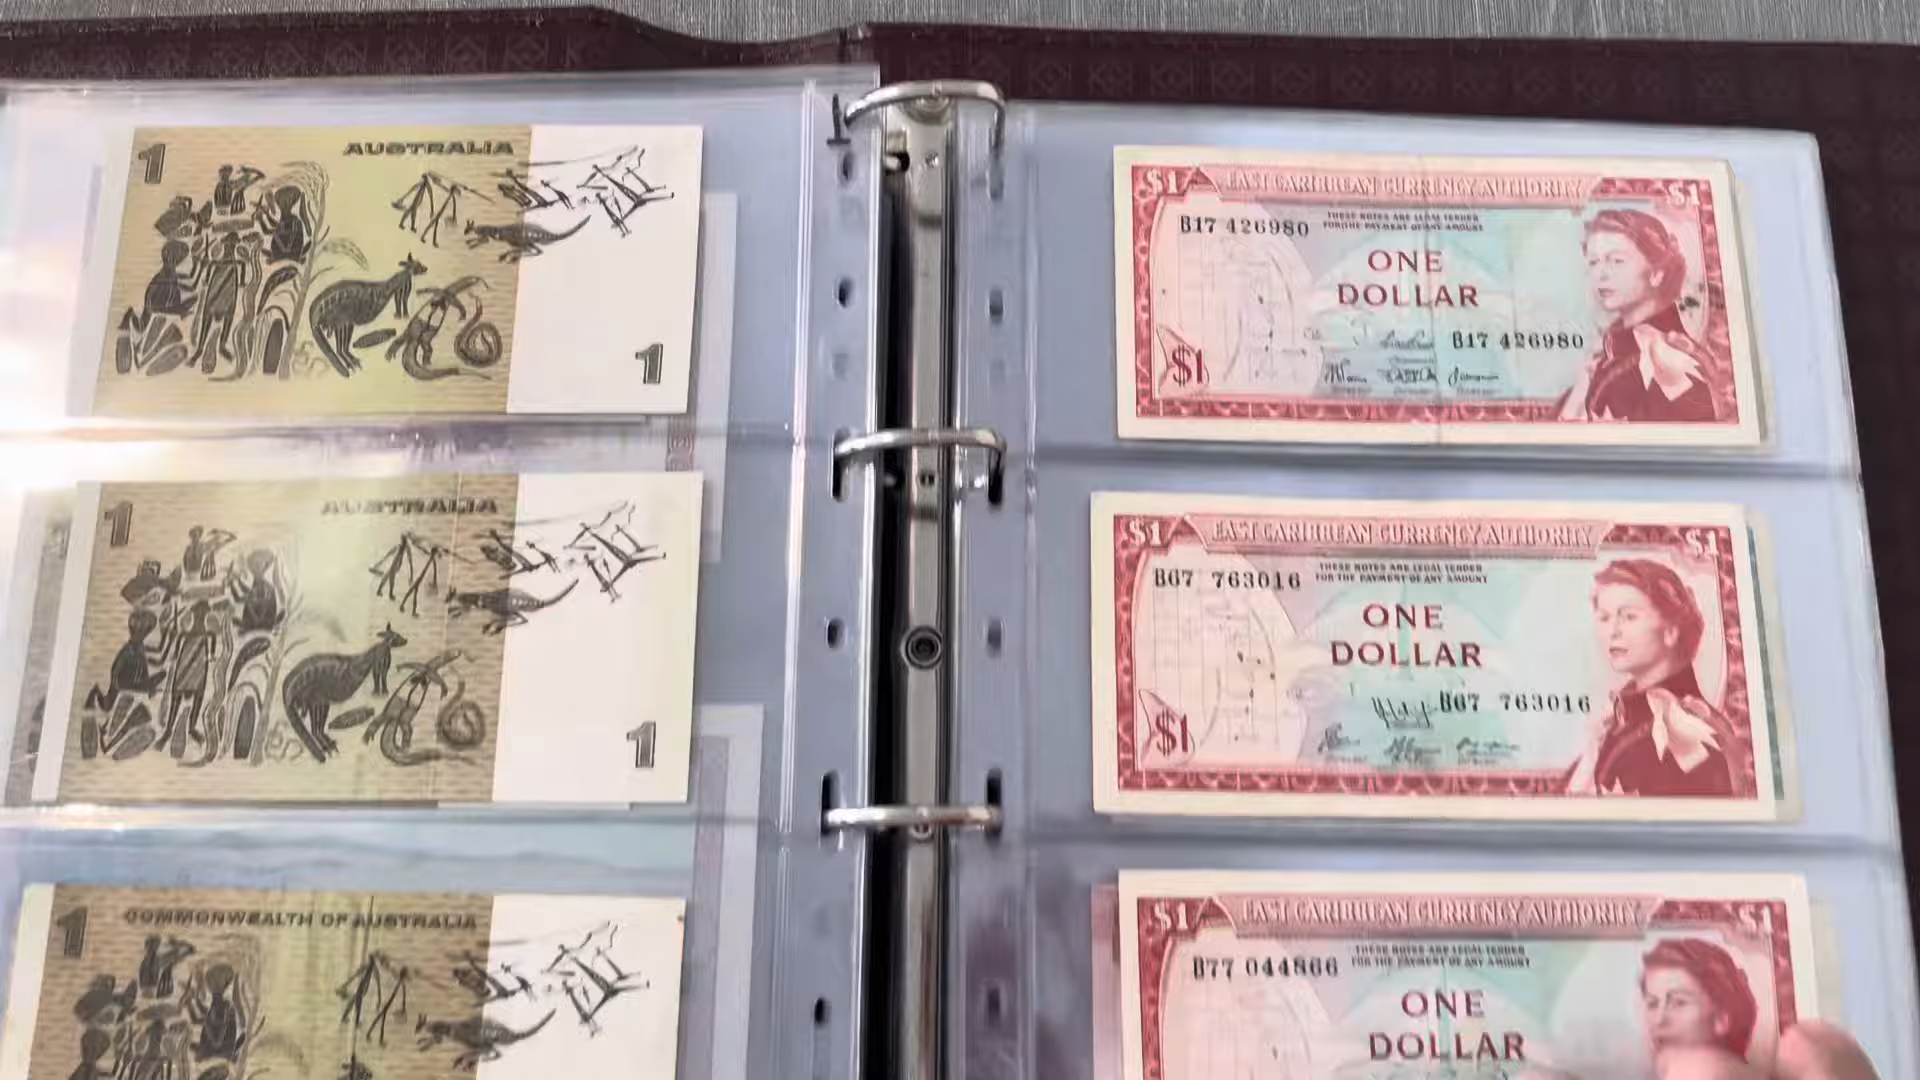 1
AUSTRALIA
1
1
AUSTRALIA
1
1
COMMONWEALTH OF AUSTRALIA
$1 EAST CARIBBEAN CURRENCY AUTHORITY $1
B17 426980
THESE NOTES ARE LEGAL TENDER
FOR THE PAYMENT OF ANY AMOUNT
ONE
DOLLAR
B17 426980
$1
$1 EAST CARIBBEAN CURRENCY AUTHORITY $1
B67 763016
THESE NOTES ARE LEGAL TENDER
FOR THE PAYMENT OF ANY AMOUNT
ONE
DOLLAR
B67 763016
$1
$1 EAST CARIBBEAN CURRENCY AUTHORITY $1
B77 044866
THESE NOTES ARE LEGAL TENDER
FOR THE PAYMENT OF ANY AMOUNT
ONE
DOLLAR